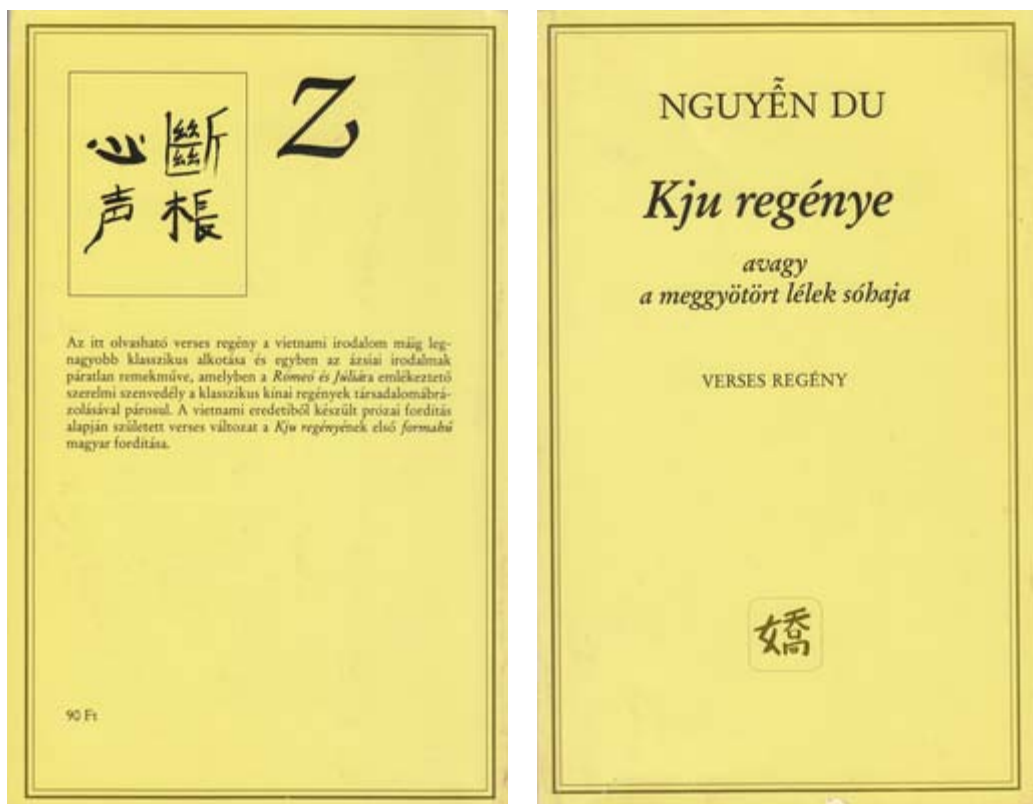 斷棖
心声
Z
Az itt olvasható verses regény a vietnami irodalom máig leg-
nagyobb klasszikus alkotása és egyben az ázsiai irodalmak
páratlan remekműve, amelyben a Rómeó és Júliára emlékeztető
szerelmi szenvedély a klasszikus kínai regények társadalomábrá-
zolásával párosul. A vietnami eredetiből készült prózai fordítás
alapján született verses változat a Kju regényének első formahű
magyar fordítása.
90 Ft
NGUYỄN DU
Kju regénye
avagy
a meggyötört lélek sóhaja
VERSES REGÉNY
嬌